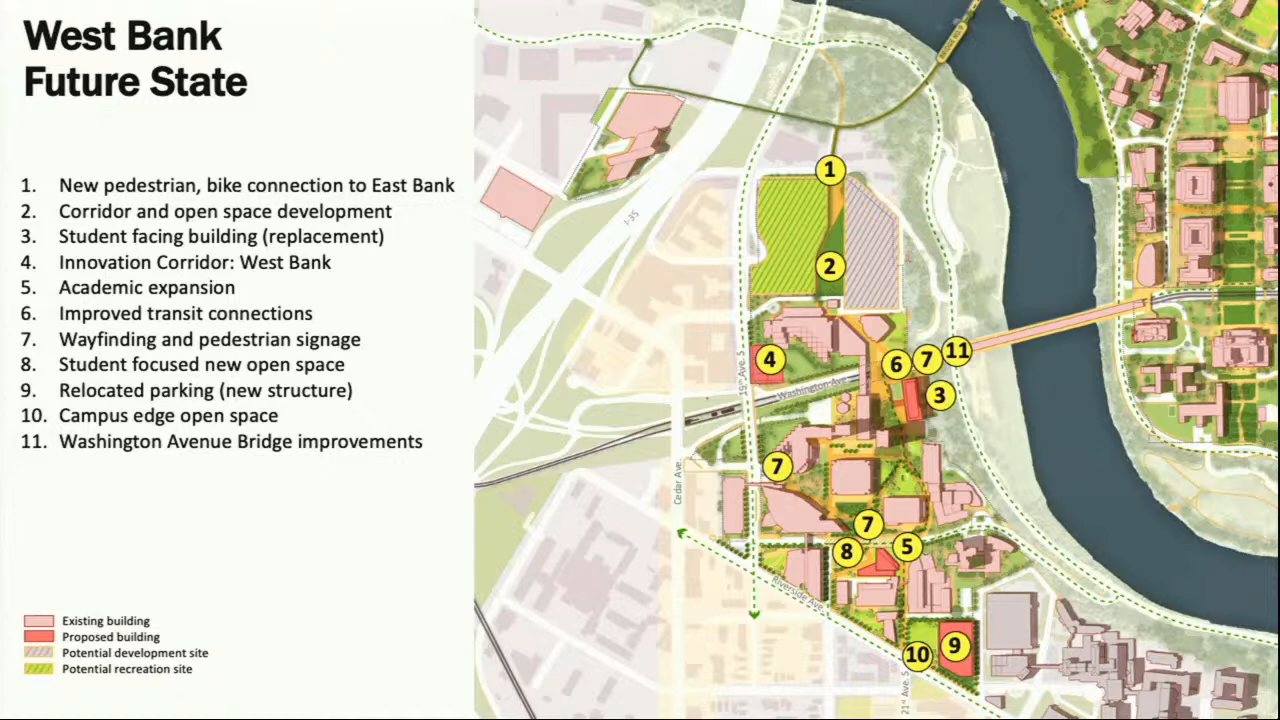 West Bank
Future State
1. New pedestrian, bike connection to East Bank
2. Corridor and open space development
3. Student facing building (replacement)
4. Innovation Corridor: West Bank
5. Academic expansion
6. Improved transit connections
7. Wayfinding and pedestrian signage
8. Student focused new open space
9. Relocated parking (new structure)
10. Campus edge open space
11. Washington Avenue Bridge improvements
Existing building
Proposed building
Potential development site
Potential recreation site
I-35
1
2
4
6
7
11
3
19th Ave. S
Washington Ave
7
Cedar Ave.
7
8
5
Riverside Ave.
10
9
21st Ave. S